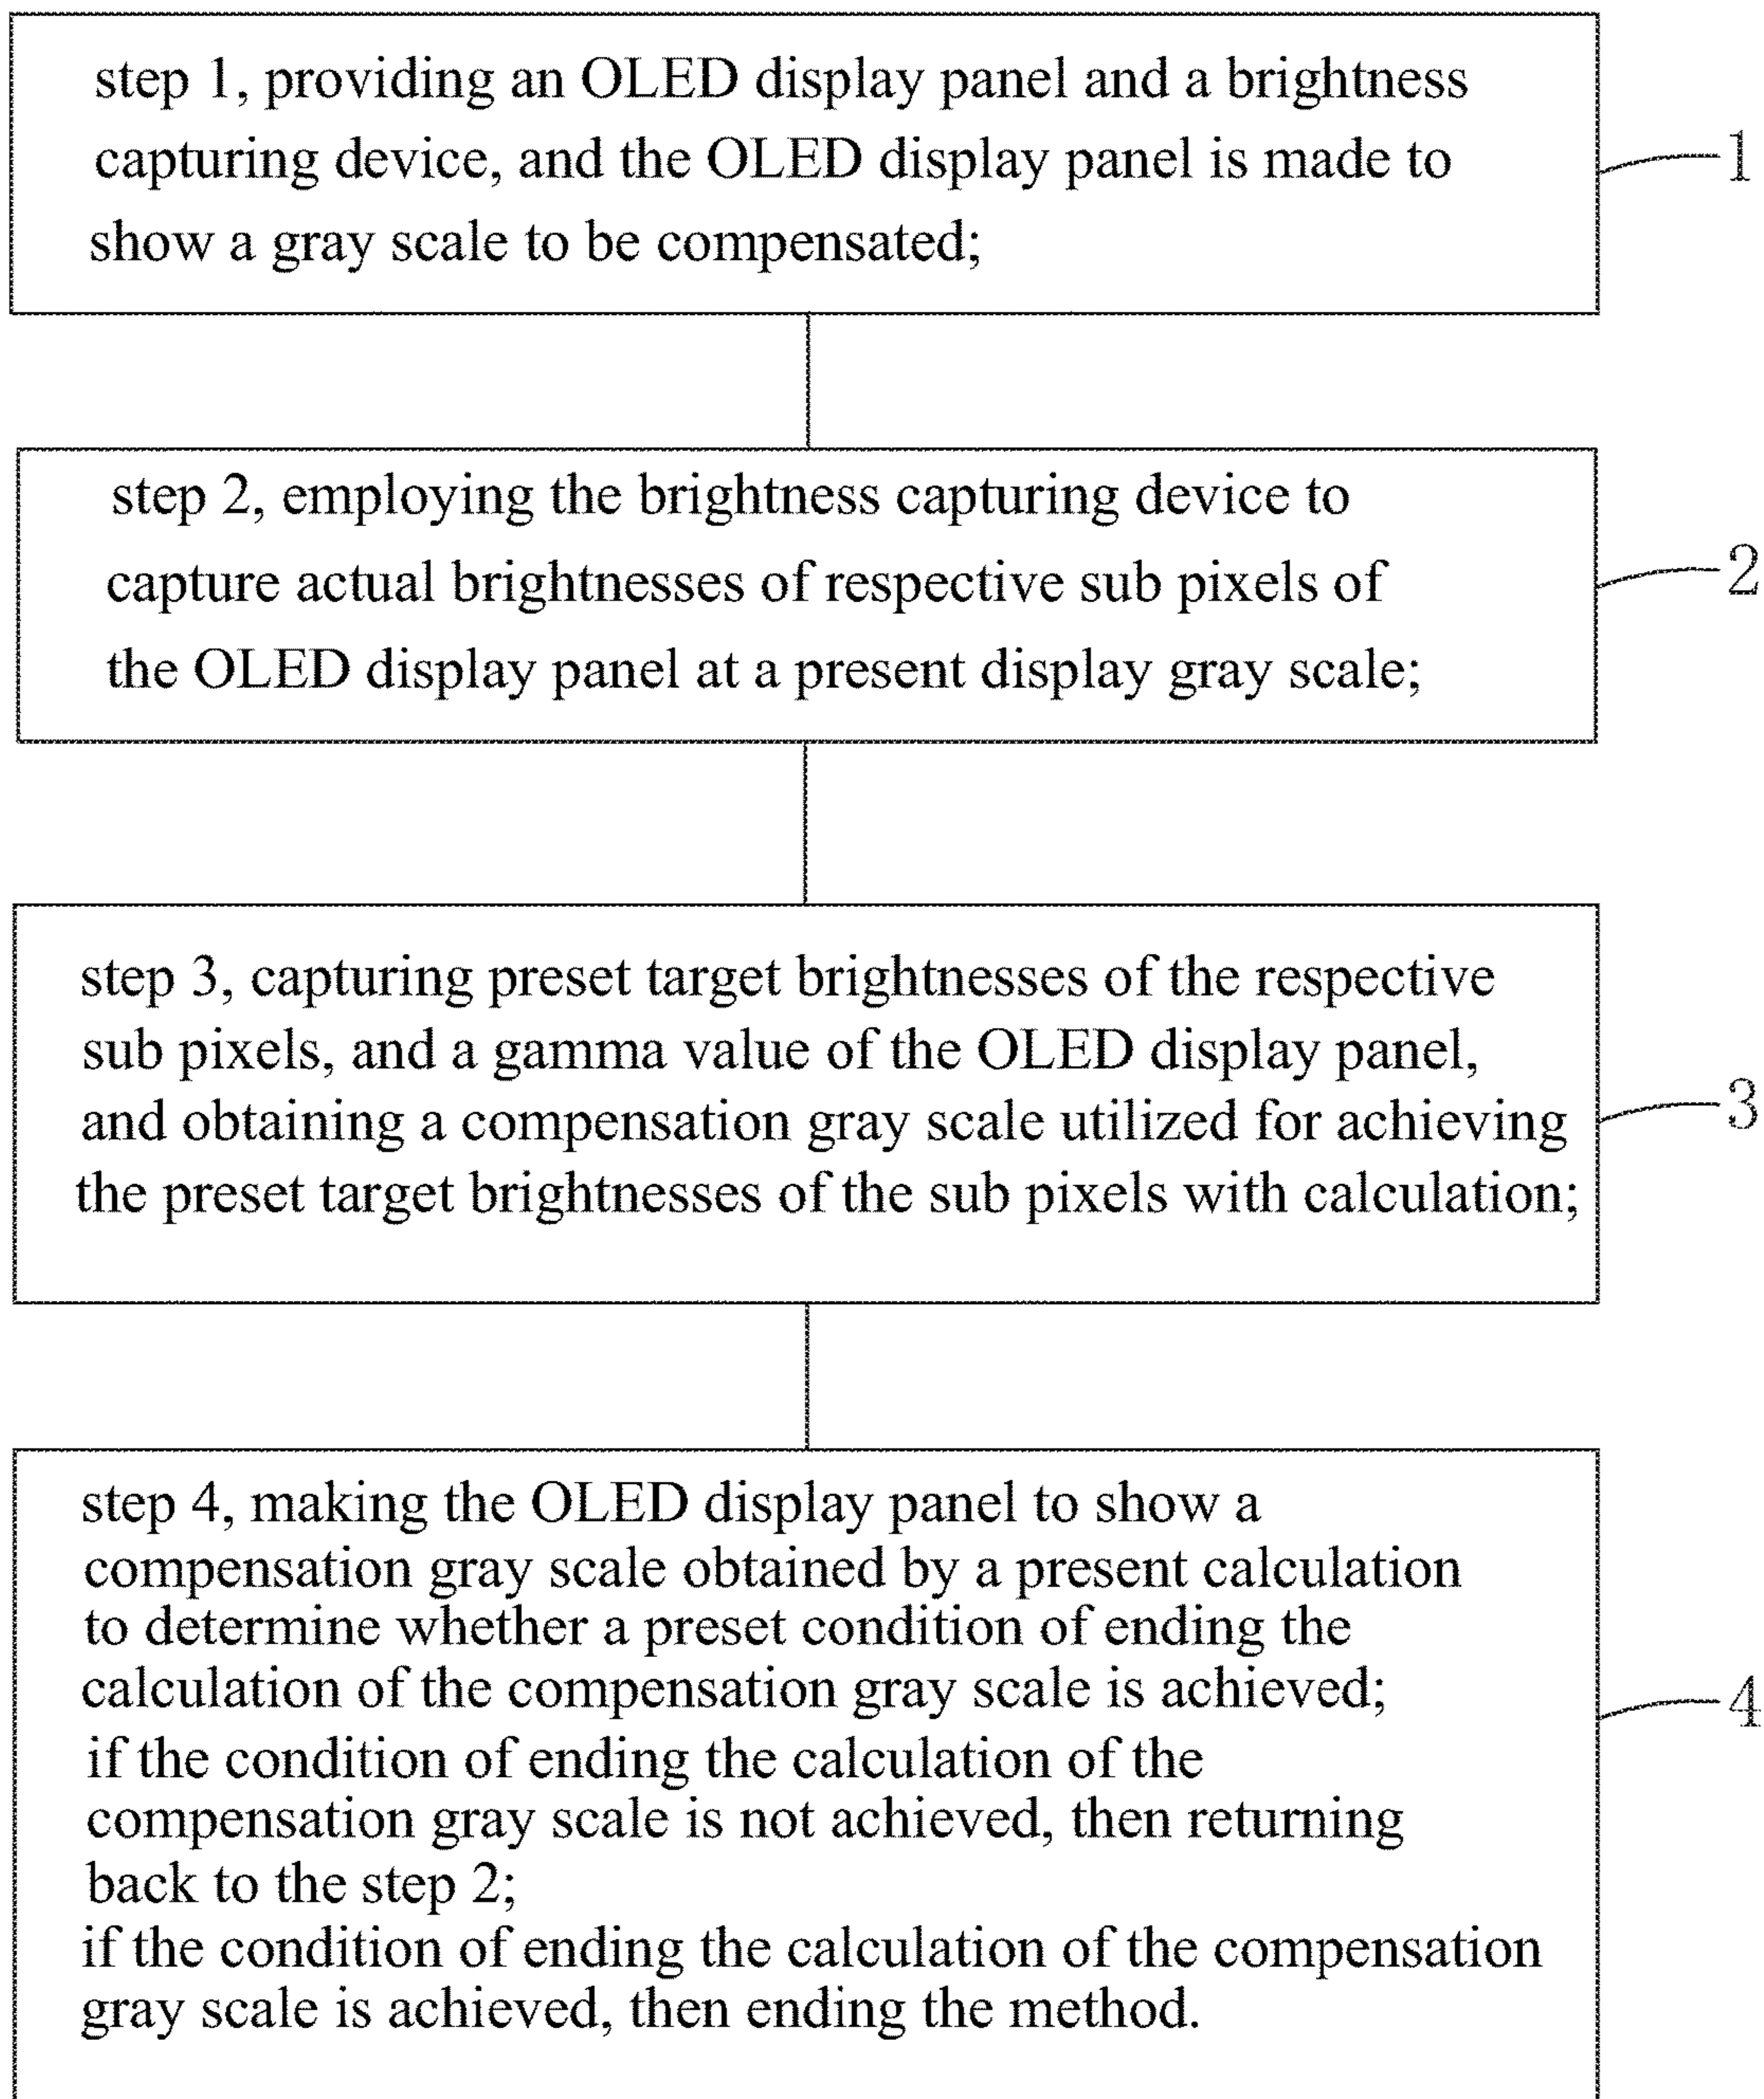 step 1, providing an OLED display panel and a brightness
capturing device, and the OLED display panel is made to
show a gray scale to be compensated;
1
step 2, employing the brightness capturing device to
capture actual brightnesses of respective sub pixels of
the OLED display panel at a present display gray scale;
2
step 3, capturing preset target brightnesses of the respective
sub pixels, and a gamma value of the OLED display panel,
and obtaining a compensation gray scale utilized for achieving
the preset target brightnesses of the sub pixels with calculation;
3
step 4, making the OLED display panel to show a
compensation gray scale obtained by a present calculation
to determine whether a preset condition of ending the
calculation of the compensation gray scale is achieved;
if the condition of ending the calculation of the
compensation gray scale is not achieved, then returning
back to the step 2;
if the condition of ending the calculation of the compensation
gray scale is achieved, then ending the method.
4